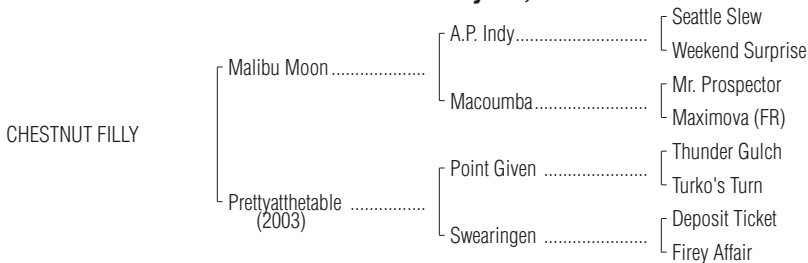 Seattle Slew
A.P. Indy
Weekend Surprise
Malibu Moon
Mr. Prospector
Macoumba
Maximova (FR)
CHESTNUT FILLY
Thunder Gulch
Point Given
Turko's Turn
Prettyatthetable
(2003)
Deposit Ticket
Swearingen
Firey Affair